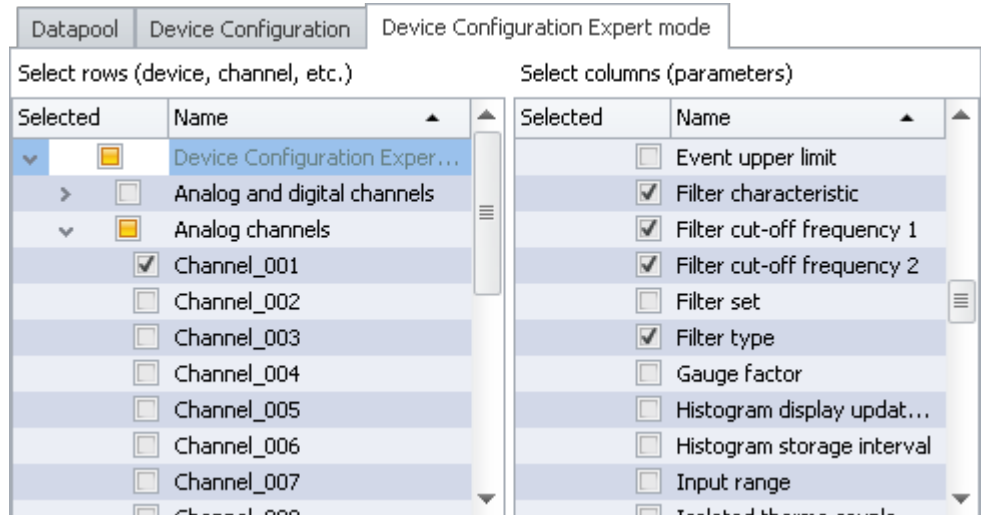 Datapool Device Configuration Device Configuration Expert mode
Select rows (device, channel, etc.)
Selected Name
Device Configuration Exper...
Analog and digital channels
Analog channels
Channel_001
Channel_002
Channel_003
Channel_004
Channel_005
Channel_006
Channel_007
Select columns (parameters)
Selected Name
Event upper limit
Filter characteristic
Filter cut-off frequency 1
Filter cut-off frequency 2
Filter set
Filter type
Gauge factor
Histogram display updat...
Histogram storage interval
Input range